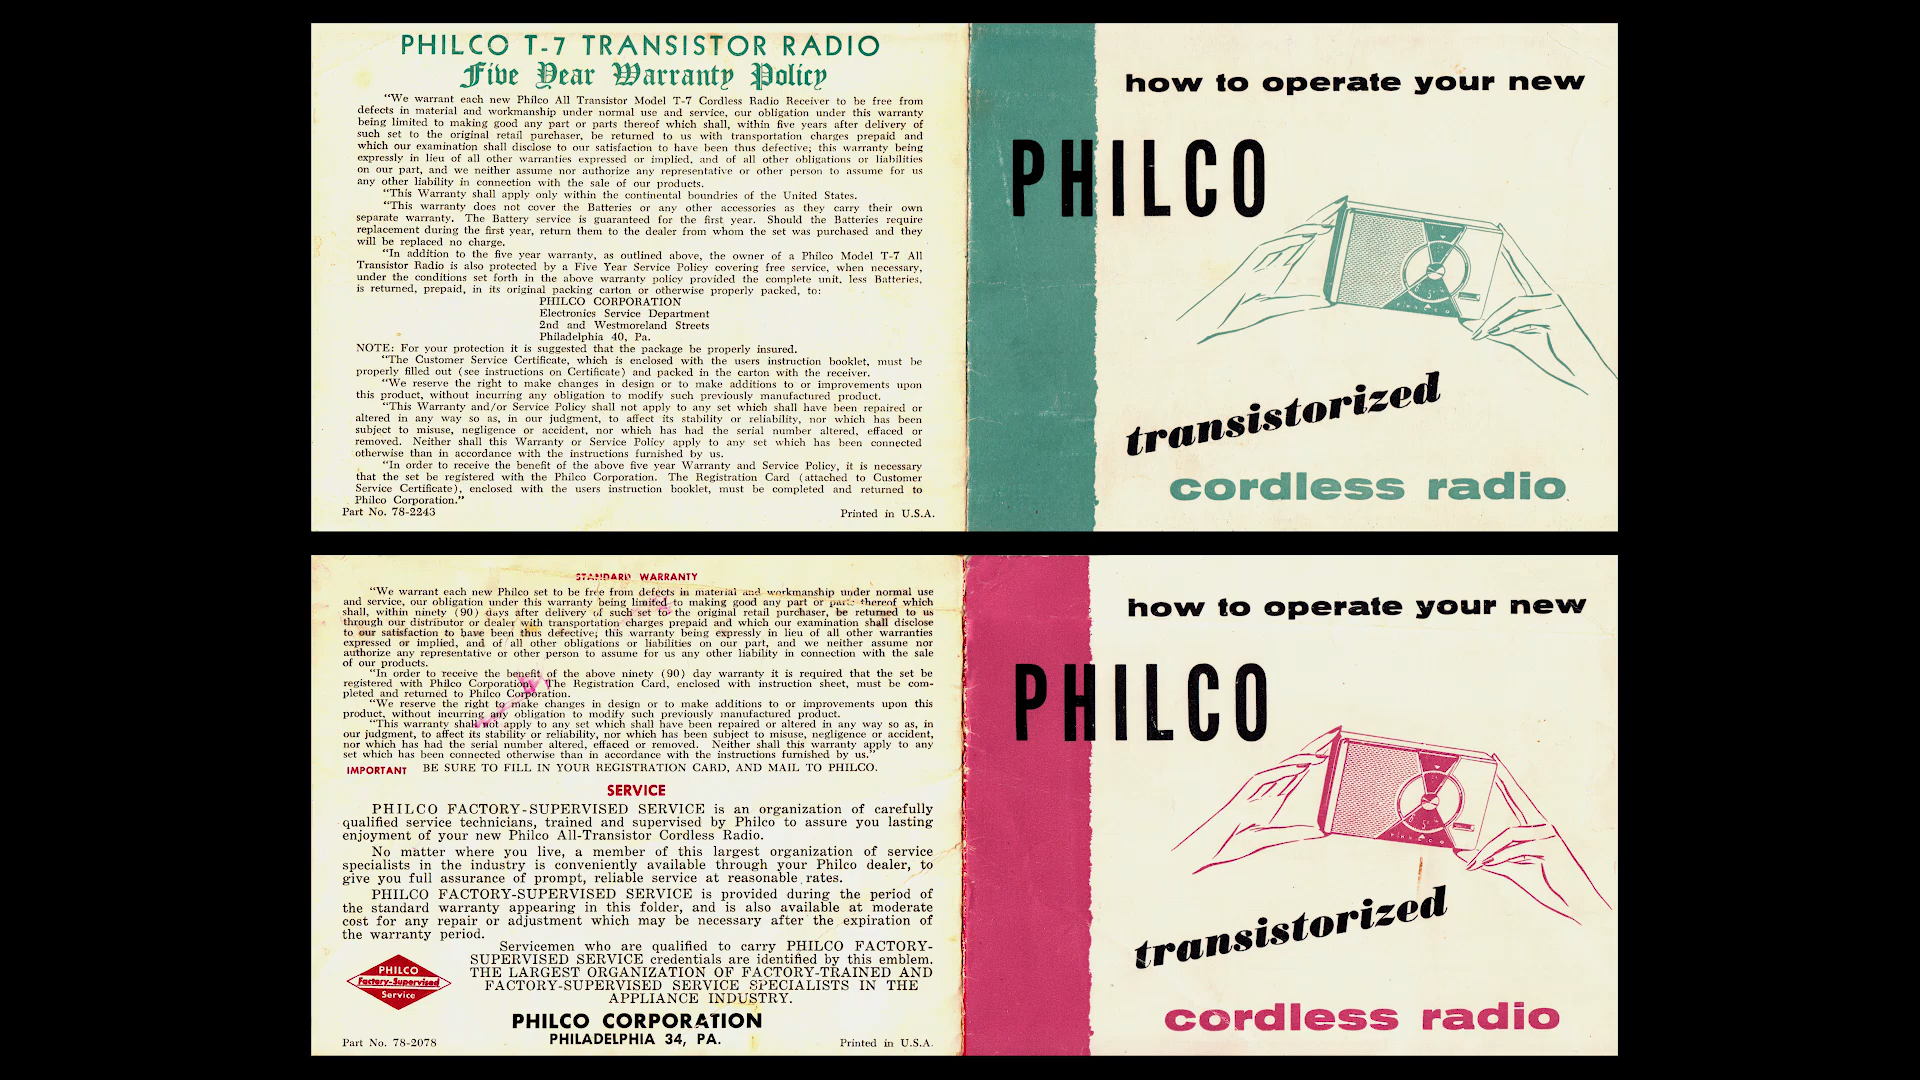 PHILCO T-7 TRANSISTOR RADIO
Five Year Warranty Policy
"We warrant each new Philco All Transistor Model T-7 Cordless Radio Receiver to be free from
defects in material and workmanship under normal use and service, our obligation under this warranty
being limited to making good any part or parts thereof which shall, within five years after delivery of
such set to the original retail purchaser, be returned to us with transportation charges prepaid and
which our examination shall disclose to our satisfaction to have been thus defective; this warranty being
expressly in lieu of all other warranties expressed or implied, and of all other obligations or liabilities
on our part, and we neither assume nor authorize any representative or other person to assume for us
any other liability in connection with the sale of our products.
"This Warranty shall apply only within the continental boundries of the United States.
"This warranty does not cover the Batteries or any other accessories as they carry their own
separate warranty. The Battery service is guaranteed for the first year. Should the Batteries require
replacement during the first year, return them to the dealer from whom the set was purchased and they
will be replaced no charge.
"In addition to the five year warranty, as outlined above, the owner of a Philco Model T-7 All
Transistor Radio is also protected by a Five Year Service Policy covering free service, when necessary,
under the conditions set forth in the above warranty policy provided the complete unit, less Batteries,
is returned, prepaid, in its original packing carton or otherwise properly packed, to:
PHILCO CORPORATION
Electronics Service Department
2nd and Westmoreland Streets
Philadelphia 40, Pa.
NOTE: For your protection it is suggested that the package be properly insured.
"The Customer Service Certificate, which is enclosed with the users instruction booklet, must be
properly filled out (see instructions on Certificate) and packed in the carton with the receiver.
"We reserve the right to make changes in design or to make additions to or improvements upon
this product, without incurring any obligation to modify such previously manufactured product.
"This Warranty and/or Service Policy shall not apply to any set which shall have been repaired or
altered in any way so as, in our judgment, to affect its stability or reliability, nor which has been
subject to misuse, negligence or accident, nor which has had the serial number altered, effaced or
removed. Neither shall this Warranty or Service Policy apply to any set which has been connected
otherwise than in accordance with the instructions furnished by us.
"In order to receive the benefit of the above five year Warranty and Service Policy, it is necessary
that the set be registered with the Philco Corporation. The Registration Card (attached to Customer
Service Certificate), enclosed with the users instruction booklet, must be completed and returned to
Philco Corporation."
Part No. 78-2243 Printed in U.S.A.
how to operate your new
PHILCO
transistorized
cordless radio
STANDARD WARRANTY
"We warrant each new Philco set to be free from defects in material and workmanship under normal use
and service, our obligation under this warranty being limited to making good any part or parts thereof which
shall, within ninety (90) days after delivery of such set to the original retail purchaser, be returned to us
through our distributor or dealer with transportation charges prepaid and which our examination shall disclose
to our satisfaction to have been thus defective; this warranty being expressly in lieu of all other warranties
expressed or implied, and of all other obligations or liabilities on our part, and we neither assume nor
authorize any representative or other person to assume for us any other liability in connection with the sale
of our products.
"In order to receive the benefit of the above ninety (90) day warranty it is required that the set be
registered with Philco Corporation. The Registration Card, enclosed with instruction sheet, must be com-
pleted and returned to Philco Corporation.
"We reserve the right to make changes in design or to make additions to or improvements upon this
product, without incurring any obligation to modify such previously manufactured product.
"This warranty shall not apply to any set which shall have been repaired or altered in any way so as, in
our judgment, to affect its stability or reliability, nor which has been subject to misuse, negligence or accident,
nor which has had the serial number altered, effaced or removed. Neither shall this warranty apply to any
set which has been connected otherwise than in accordance with the instructions furnished by us."
IMPORTANT BE SURE TO FILL IN YOUR REGISTRATION CARD, AND MAIL TO PHILCO.
SERVICE
PHILCO FACTORY-SUPERVISED SERVICE is an organization of carefully
qualified service technicians, trained and supervised by Philco to assure you lasting
enjoyment of your new Philco All-Transistor Cordless Radio.
No matter where you live, a member of this largest organization of service
specialists in the industry is conveniently available through your Philco dealer, to
give you full assurance of prompt, reliable service at reasonable rates.
PHILCO FACTORY-SUPERVISED SERVICE is provided during the period of
the standard warranty appearing in this folder, and is also available at moderate
cost for any repair or adjustment which may be necessary after the expiration of
the warranty period.
Servicemen who are qualified to carry PHILCO FACTORY-
SUPERVISED SERVICE credentials are identified by this emblem.
THE LARGEST ORGANIZATION OF FACTORY-TRAINED AND
FACTORY-SUPERVISED SERVICE SPECIALISTS IN THE
APPLIANCE INDUSTRY.
PHILCO
Factory-Supervised
Service
PHILCO CORPORATION
PHILADELPHIA 34, PA.
Part No. 78-2078 Printed in U.S.A.
how to operate your new
PHILCO
transistorized
cordless radio